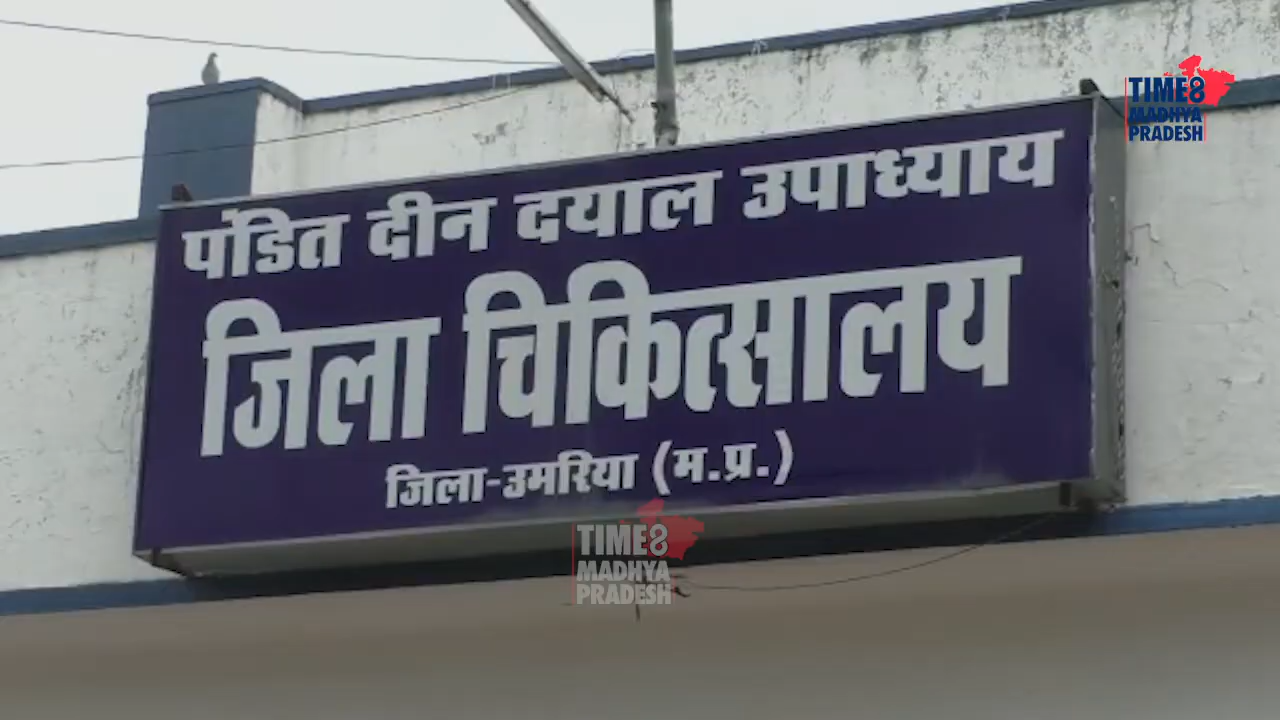 TIME8
MADHYA
PRADESH
पंडित दीन दयाल उपाध्याय
जिला चिकित्सालय
जिला-उमरिया (म.प्र.)
TIME8
MADHYA
PRADESH